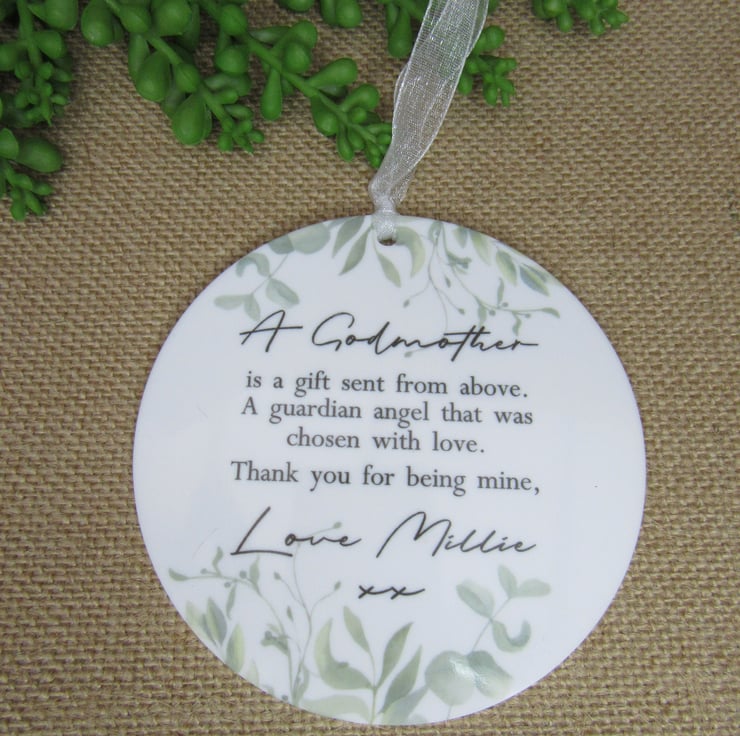 A Godmother
is a gift sent from above.
A guardian angel that was
chosen with love.
Thank you for being mine,
Love Millie
xx